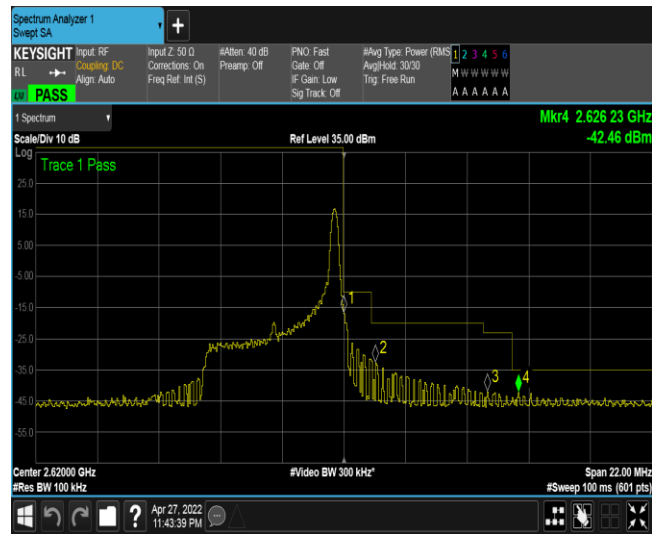 Spectrum Analyzer 1
Swept SA
+
KEYSIGHT Input: RF Input Z: 50 Ω #Atten: 40 dB PNO: Fast #Avg Type: Power (RMS 1 2 3 4 5 6
RL Coupling: DC Corrections: On Preamp: Off Gate: Off Avg|Hold: 30/30 M W W W W W
Align: Auto Freq Ref: Int (S) IF Gain: Low Trig: Free Run
PASS Sig Track: Off A A A A A A
1 Spectrum
Mkr4 2.626 23 GHz
Scale/Div 10 dB Ref Level 35.00 dBm -42.46 dBm
Log
Trace 1 Pass
25.0
15.0
5.00
-5.00
1
-15.0
-25.0
2
-35.0
3 4
-45.0
-55.0
Center 2.62000 GHz #Video BW 300 kHz* Span 22.00 MHz
#Res BW 100 kHz #Sweep 100 ms (601 pts)
? Apr 27, 2022
11:43:39 PM